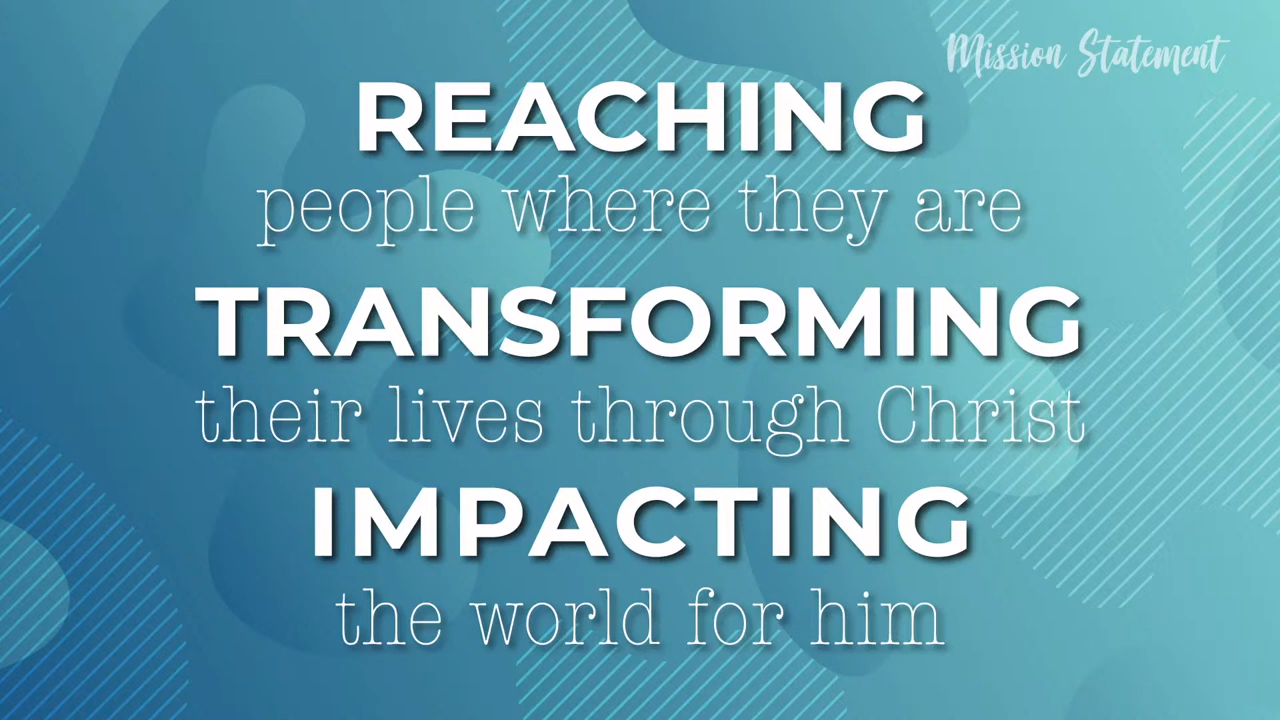 Mission Statement
REACHING
people where they are
TRANSFORMING
their lives through Christ
IMPACTING
the world for him